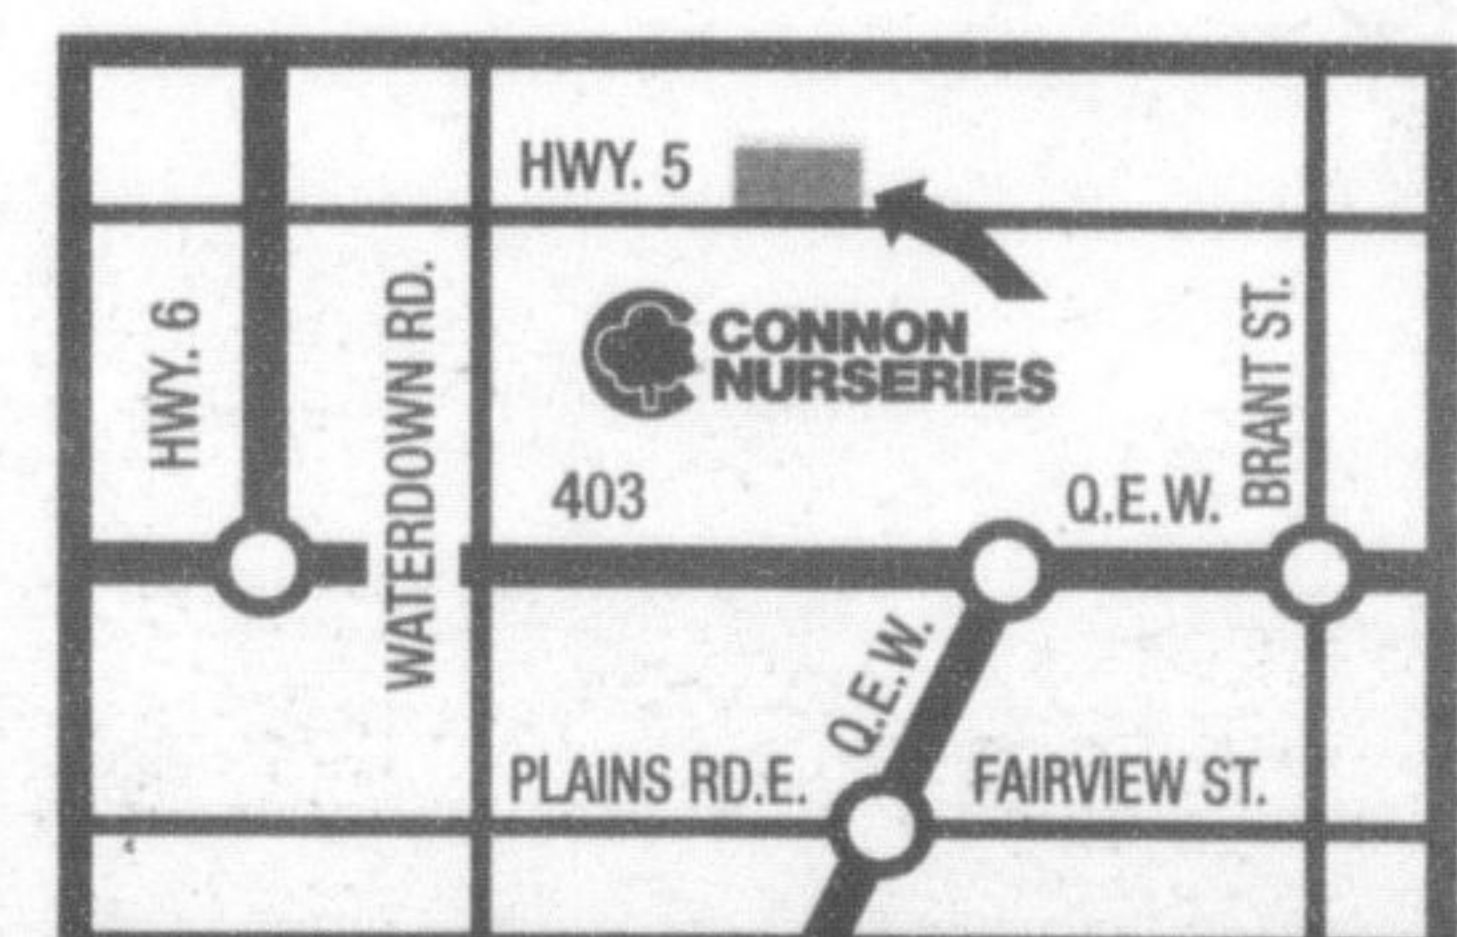 HWY. 5
HWY. 6
WATERDOWN RD.
CONNON
NURSERIES
BRANT ST.
403
Q.E.W.
Q.E.W.
PLAINS RD.E.
FAIRVIEW ST.